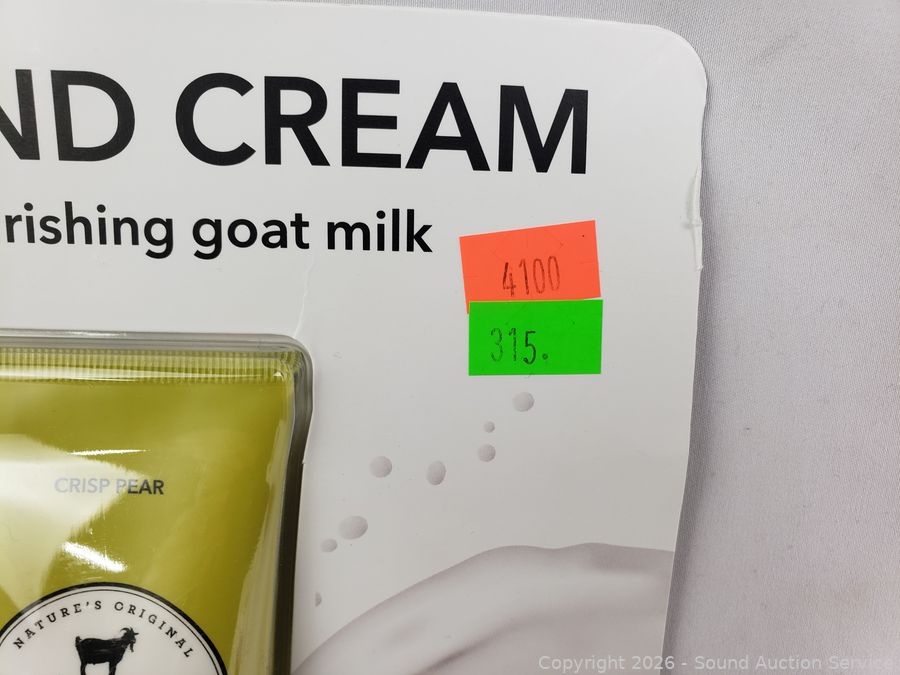 ND CREAM
rishing goat milk
4100
315.
CRISP PEAR
NATURE'S ORIGINAL
Copyright 2026 - Sound Auction Service